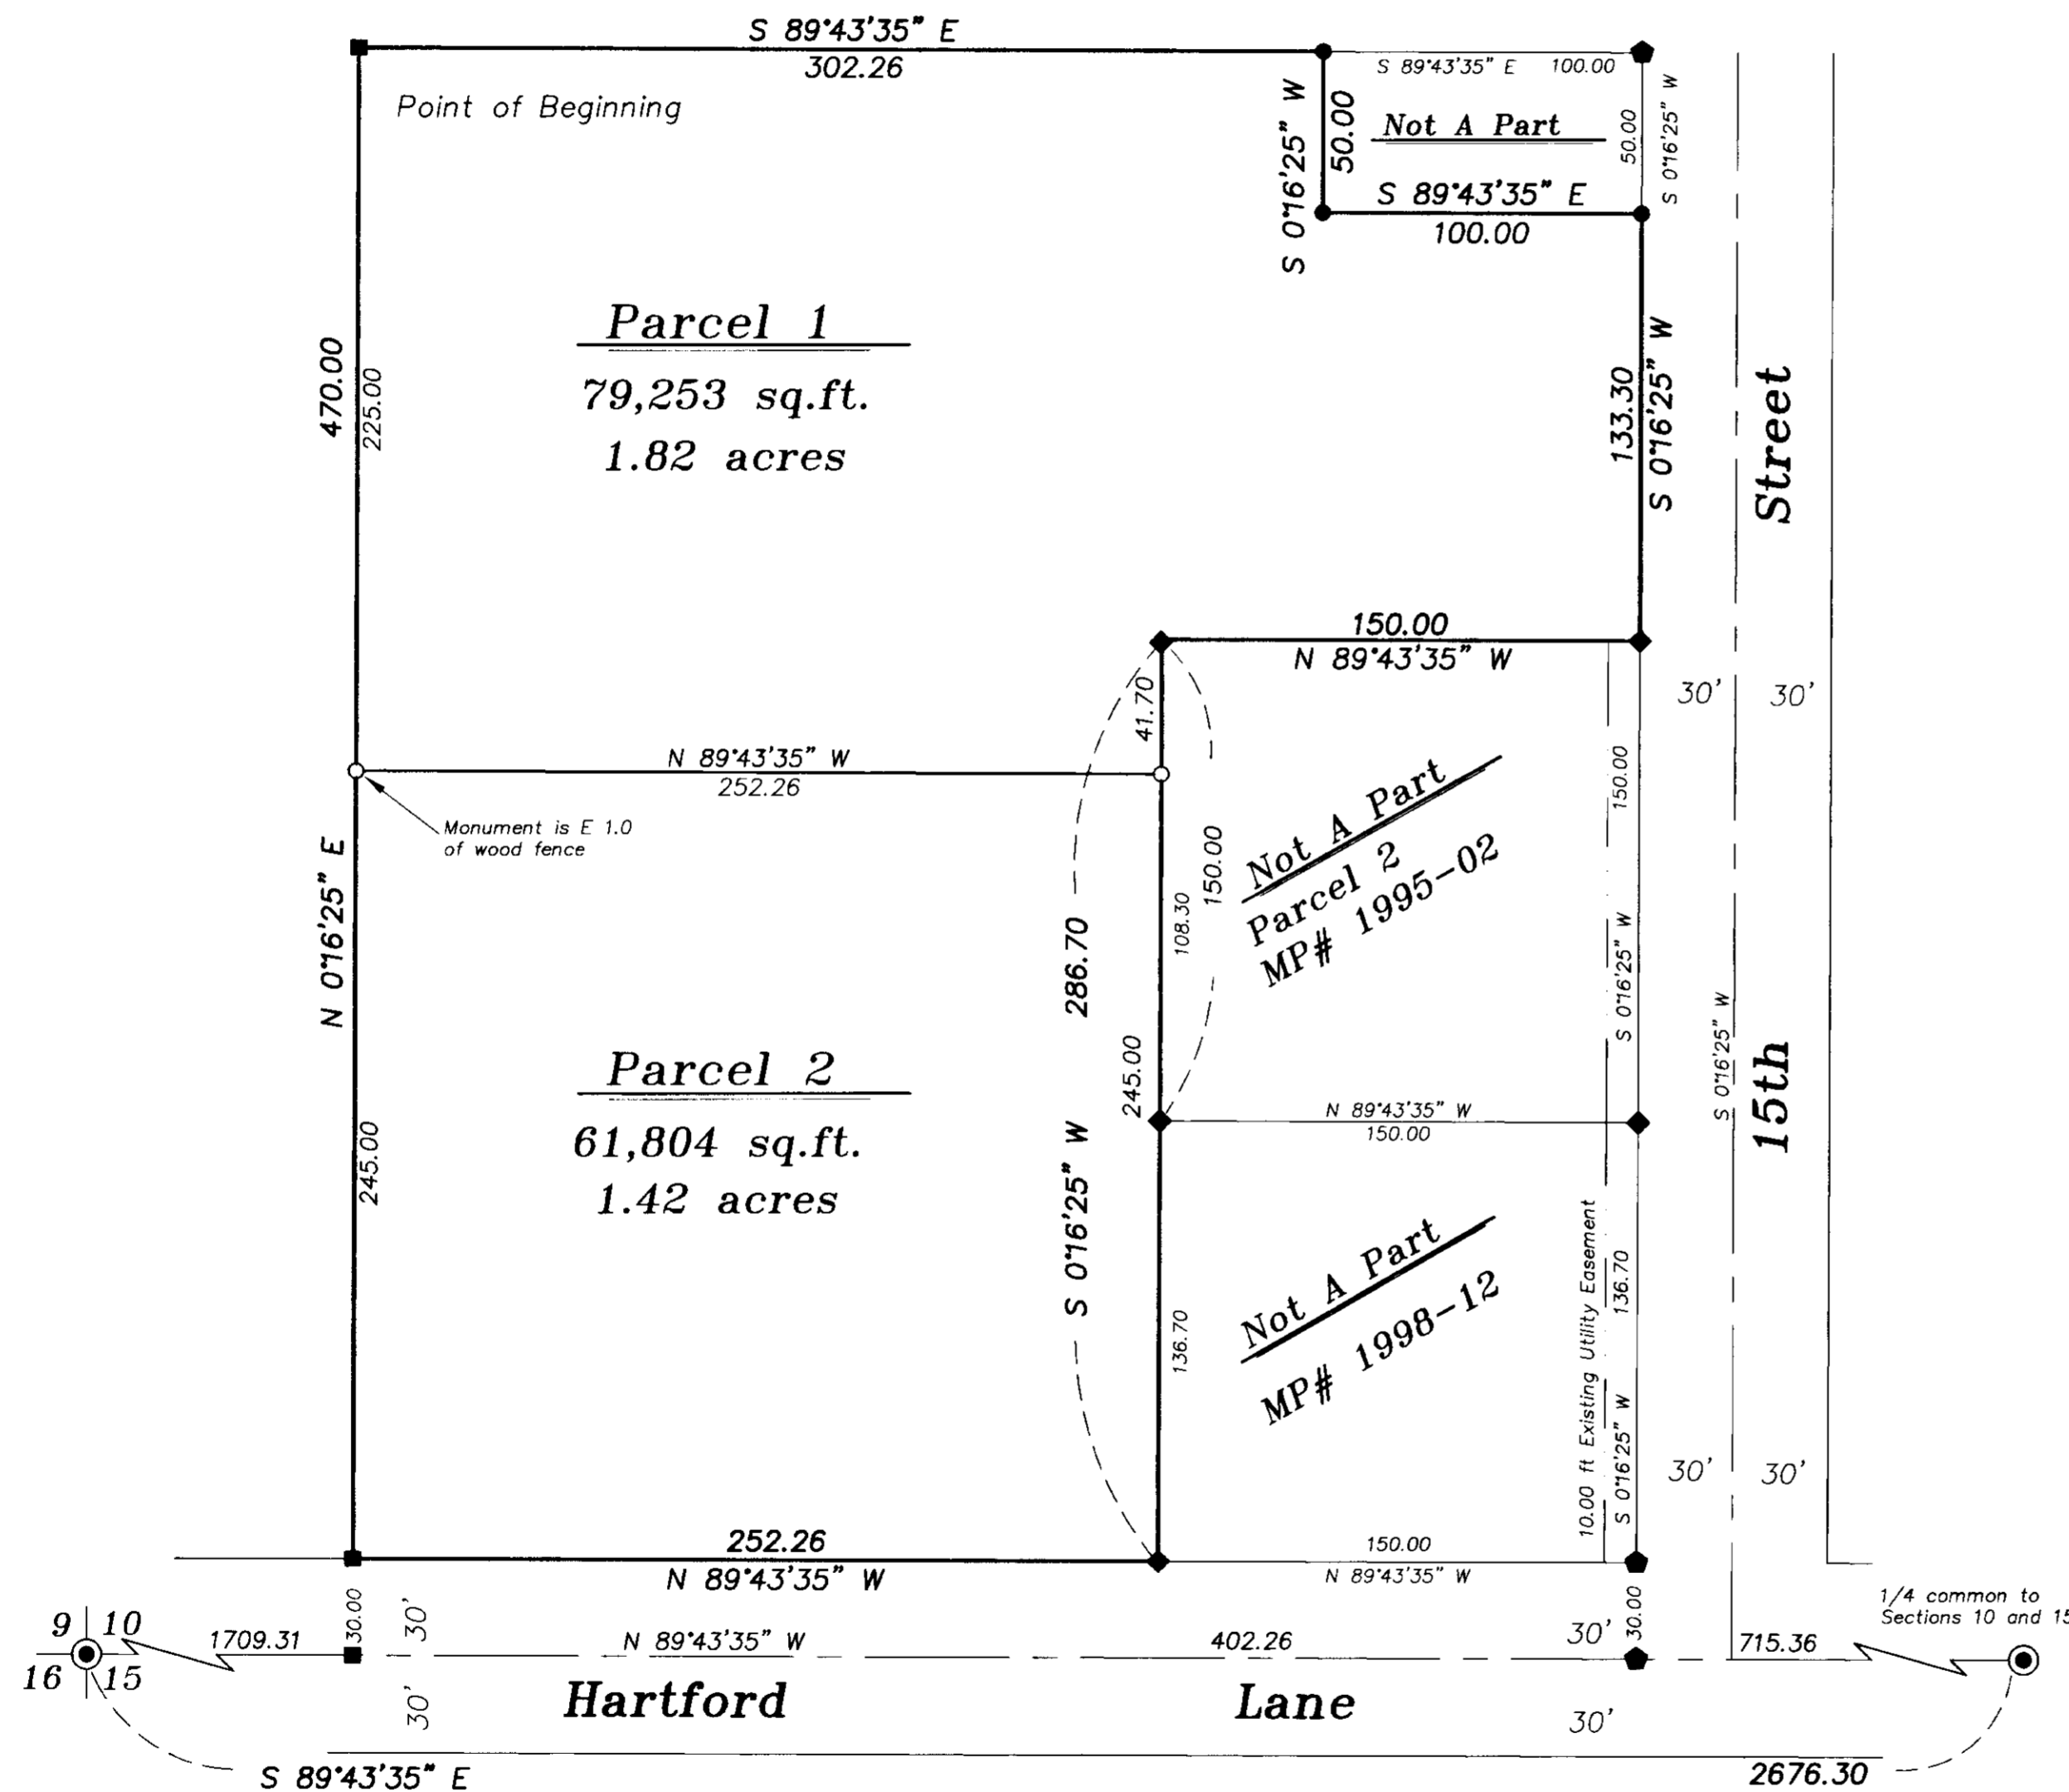 S 89°43'35" E
302.26
Point of Beginning
S 89°43'35" E 100.00
S 0°16'25" W
50.00
Not A Part
50.00
S 0°16'25" W
S 89°43'35" E
100.00
Parcel 1
79,253 sq.ft.
1.82 acres
470.00
225.00
133.30
S 0°16'25" W
Street
150.00
N 89°43'35" W
30'
30'
41.70
N 89°43'35" W
252.26
Monument is E 1.0
of wood fence
N 0°16'25" E
286.70
S 0°16'25" W
108.30
150.00
245.00
Not A Part
Parcel 2
MP# 1995-02
150.00
S 0°16'25" W
S 0°16'25" W
15th
Parcel 2
61,804 sq.ft.
1.42 acres
245.00
N 89°43'35" W
150.00
136.70
Not A Part
MP# 1998-12
10.00 ft Existing Utility Easement
136.70
S 0°16'25" W
30'
30'
252.26
N 89°43'35" W
150.00
N 89°43'35" W
9 10
16 15
1709.31
30.00
30'
30'
N 89°43'35" W
402.26
30'
30.00
30'
715.36
1/4 common to
Sections 10 and 15
Hartford Lane
S 89°43'35" E
2676.30